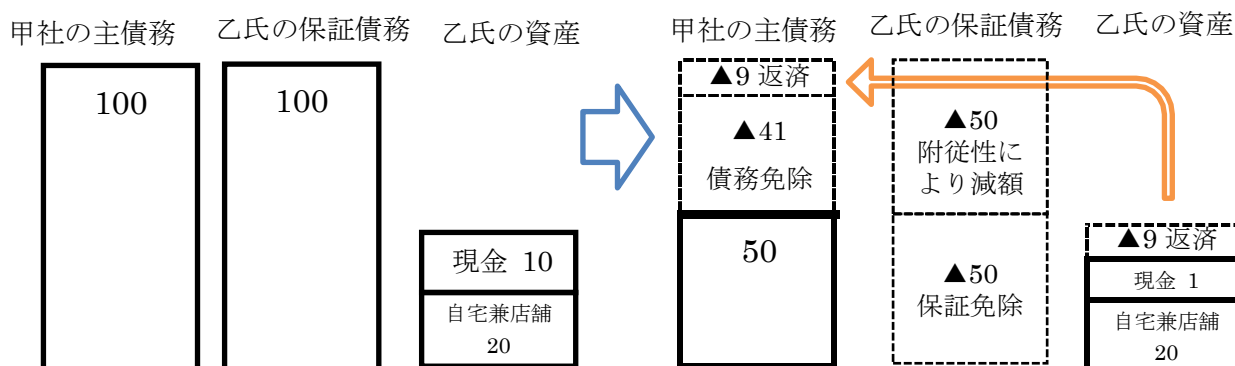 甲社の主債務
乙氏の保証債務
乙氏の資産
100
100
現金 10
自宅兼店舗
20
甲社の主債務
乙氏の保証債務
乙氏の資産
▲9 返済
▲41
債務免除
50
▲50
附従性に
より減額
▲50
保証免除
▲9 返済
現金 1
自宅兼店舗
20